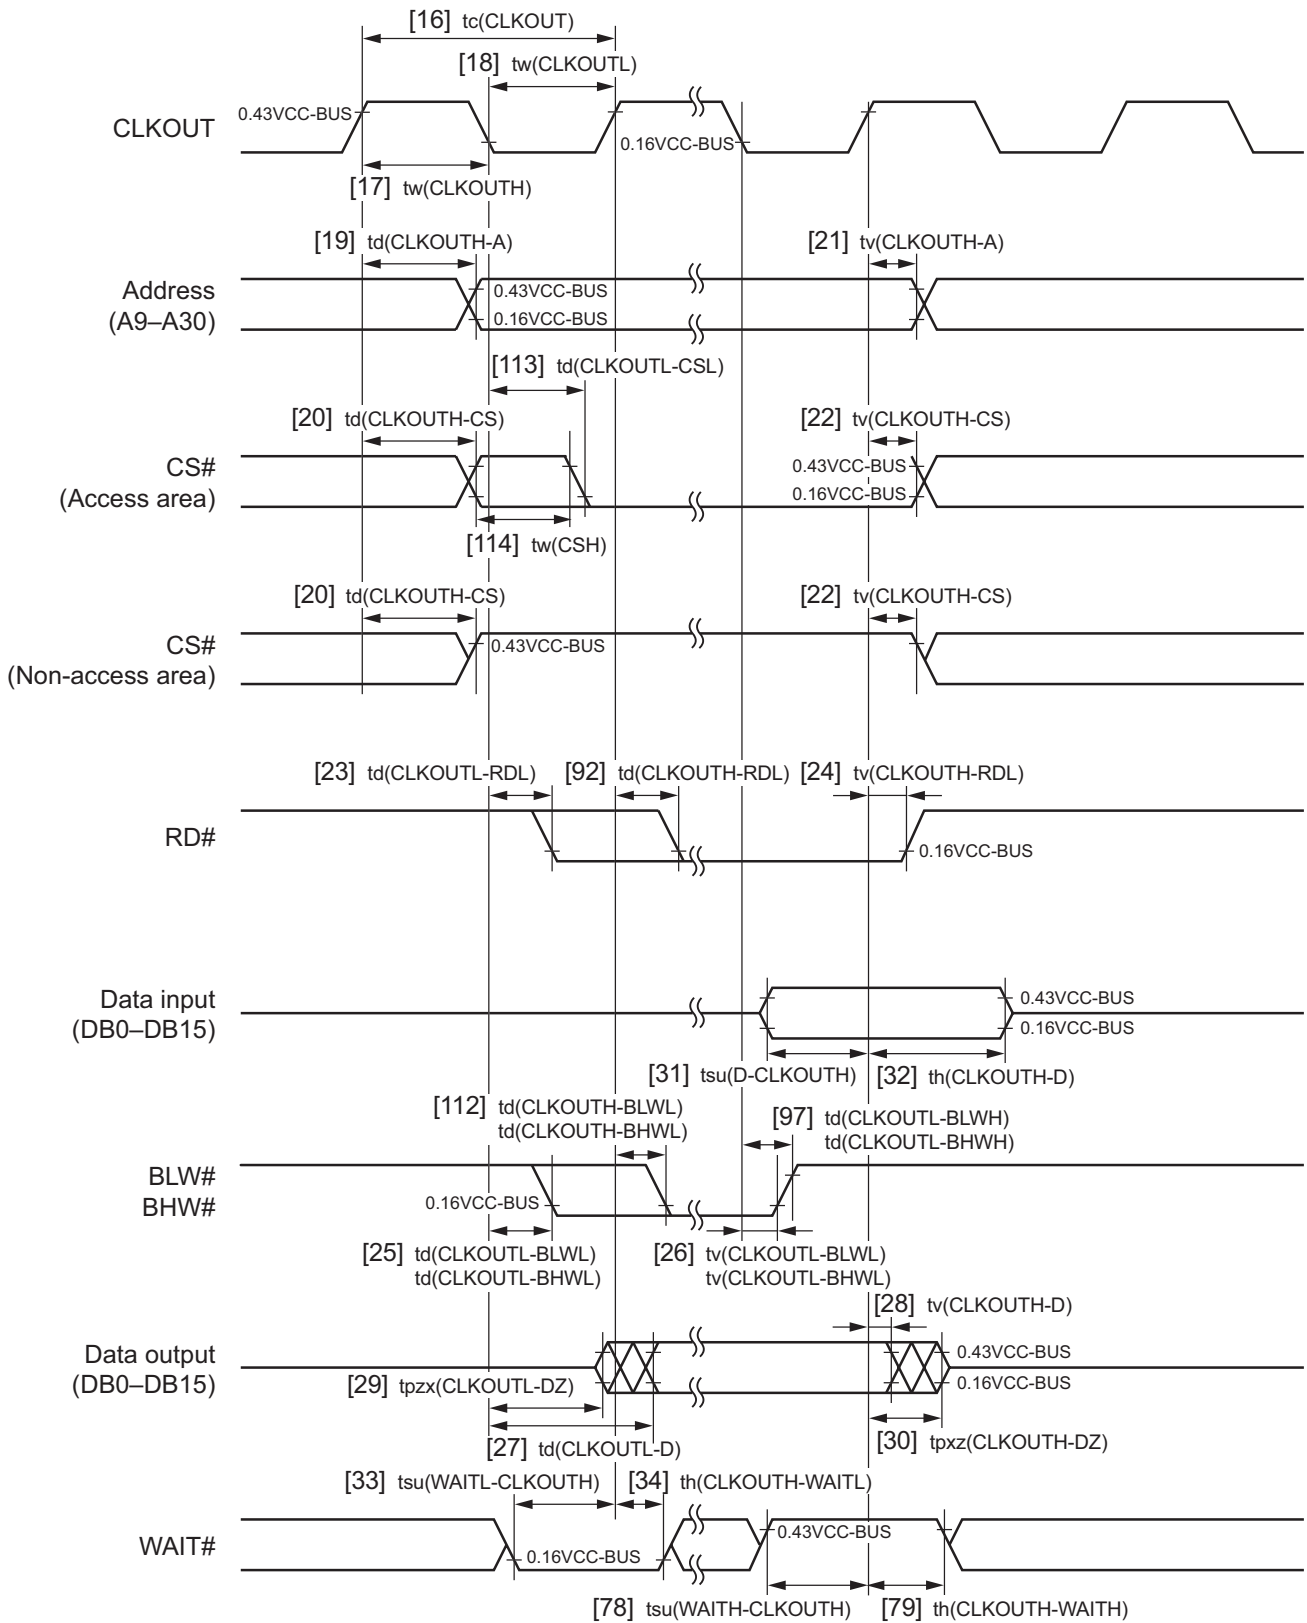 [16] tc(CLKOUT)
[18] tw(CLKOUTL)
CLKOUT
0.43VCC-BUS
0.16VCC-BUS
[17] tw(CLKOUTH)
[19] td(CLKOUTH-A)
[21] tv(CLKOUTH-A)
Address
(A9–A30)
0.43VCC-BUS
0.16VCC-BUS
[113] td(CLKOUTL-CSL)
[20] td(CLKOUTH-CS)
[22] tv(CLKOUTH-CS)
CS#
(Access area)
0.43VCC-BUS
0.16VCC-BUS
[114] tw(CSH)
[20] td(CLKOUTH-CS)
[22] tv(CLKOUTH-CS)
CS#
(Non-access area)
0.43VCC-BUS
[23] td(CLKOUTL-RDL)
[92] td(CLKOUTH-RDL)
[24] tv(CLKOUTH-RDL)
RD#
0.16VCC-BUS
Data input
(DB0–DB15)
0.43VCC-BUS
0.16VCC-BUS
[31] tsu(D-CLKOUTH)
[32] th(CLKOUTH-D)
[112] td(CLKOUTH-BLWL)
td(CLKOUTH-BHWL)
[97] td(CLKOUTL-BLWH)
td(CLKOUTL-BHWH)
BLW#
BHW#
0.16VCC-BUS
[25] td(CLKOUTL-BLWL)
td(CLKOUTL-BHWL)
[26] tv(CLKOUTL-BLWL)
tv(CLKOUTL-BHWL)
[28] tv(CLKOUTH-D)
Data output
(DB0–DB15)
0.43VCC-BUS
0.16VCC-BUS
[29] tpzx(CLKOUTL-DZ)
[27] td(CLKOUTL-D)
[30] tpxz(CLKOUTH-DZ)
[33] tsu(WAITL-CLKOUTH)
[34] th(CLKOUTH-WAITL)
WAIT#
0.16VCC-BUS
0.43VCC-BUS
[78] tsu(WAITH-CLKOUTH)
[79] th(CLKOUTH-WAITH)